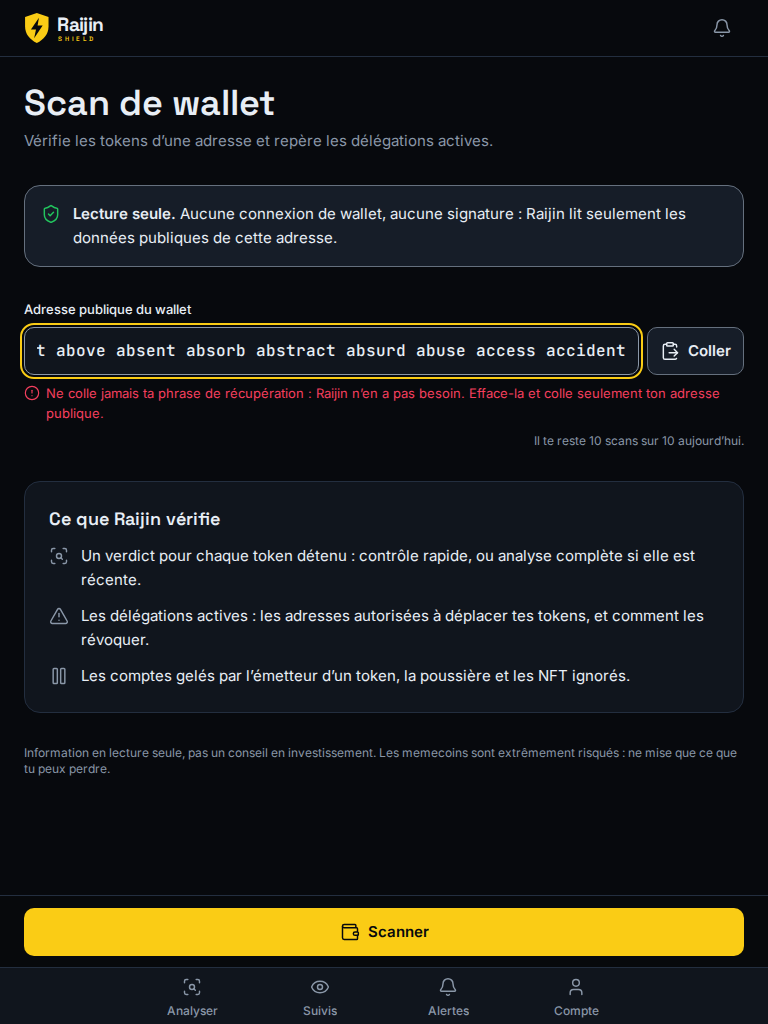 Raijin
SHIELD
Scan de wallet
Vérifie les tokens d’une adresse et repère les délégations actives.
Lecture seule. Aucune connexion de wallet, aucune signature : Raijin lit seulement les
données publiques de cette adresse.
Adresse publique du wallet
t above absent absorb abstract absurd abuse access accident
Coller
Ne colle jamais ta phrase de récupération : Raijin n’en a pas besoin. Efface-la et colle seulement ton adresse
publique.
Il te reste 10 scans sur 10 aujourd’hui.
Ce que Raijin vérifie
Un verdict pour chaque token détenu : contrôle rapide, ou analyse complète si elle est
récente.
Les délégations actives : les adresses autorisées à déplacer tes tokens, et comment les
révoquer.
Les comptes gelés par l’émetteur d’un token, la poussière et les NFT ignorés.
Information en lecture seule, pas un conseil en investissement. Les memecoins sont extrêmement risqués : ne mise que ce que
tu peux perdre.
Scanner
Analyser
Suivis
Alertes
Compte